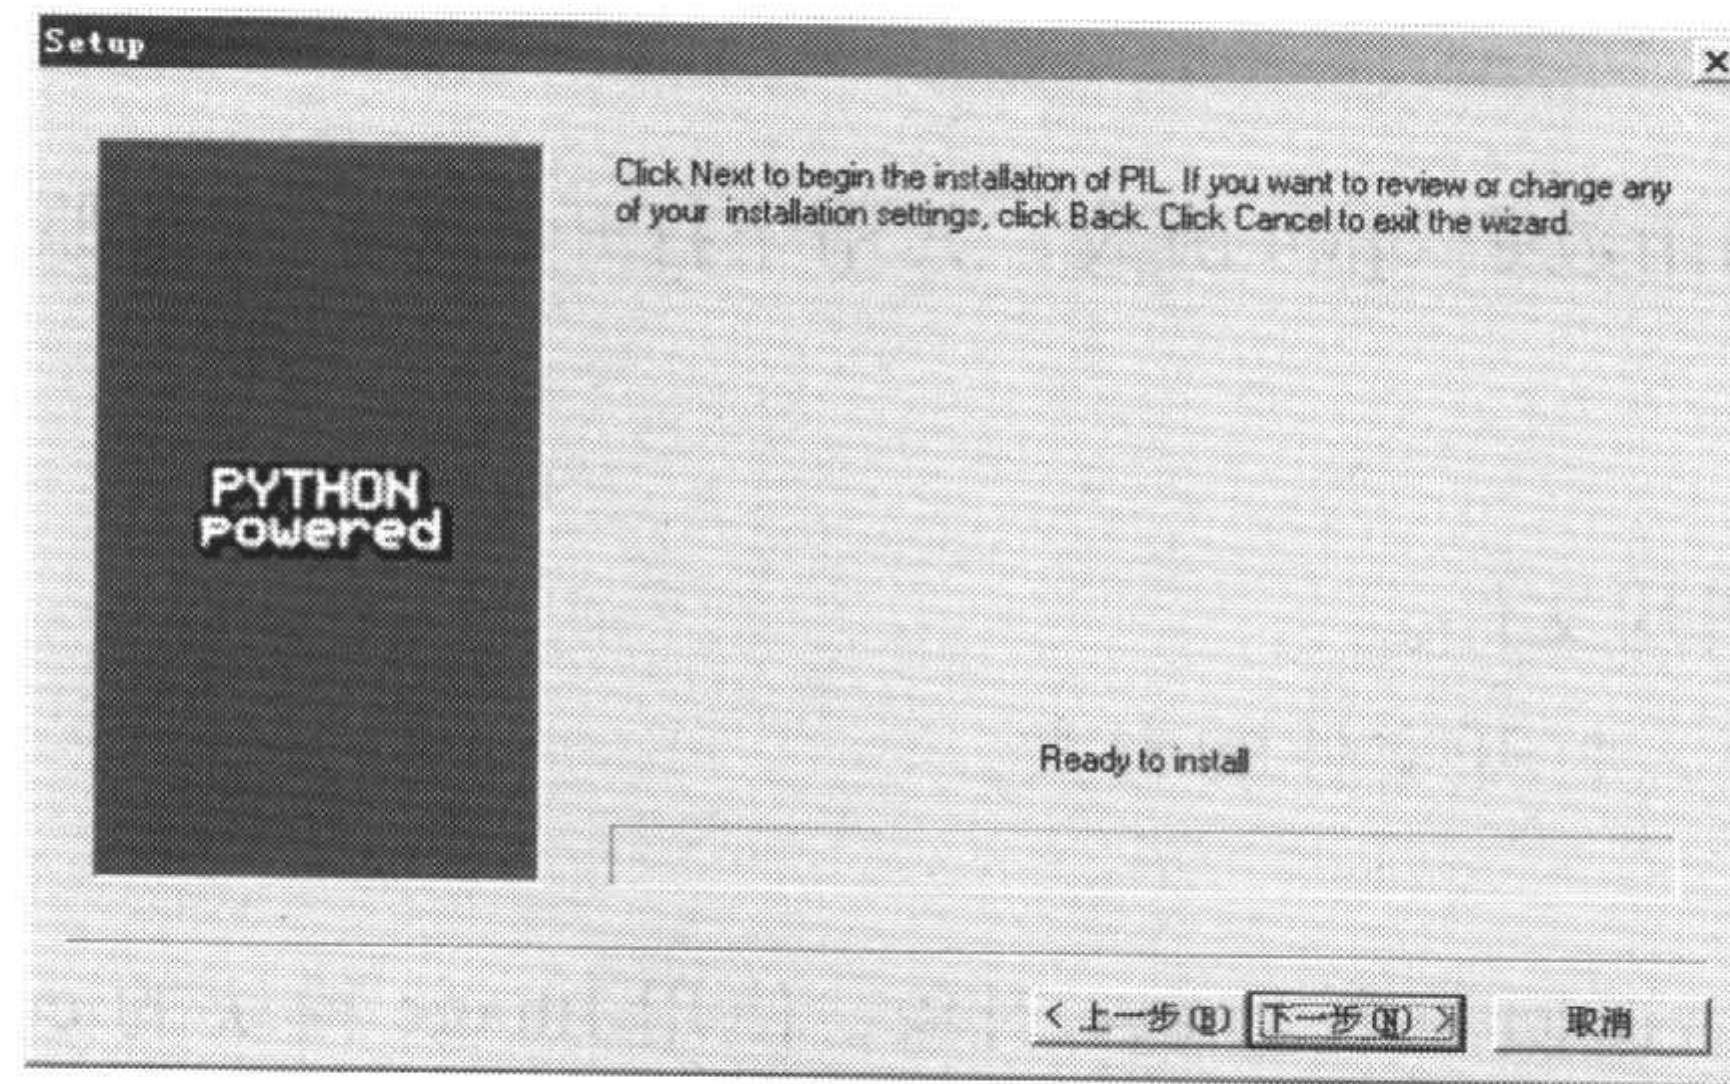 Setup
Click Next to begin the installation of PIL. If you want to review or change any
of your installation settings, click Back. Click Cancel to exit the wizard.
PYTHON
Powered
Ready to install
< 上一步(B)
下一步(N) >
取消